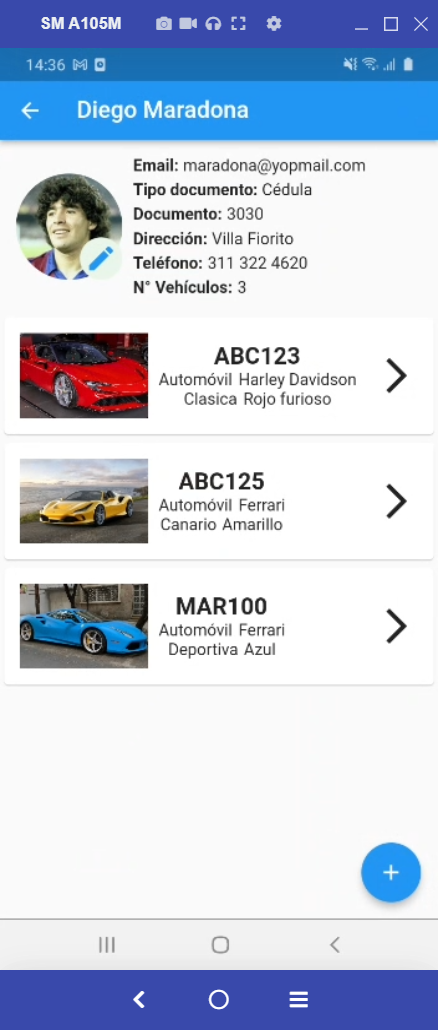 SM A105M
14:36
Diego Maradona
Email: maradona@yopmail.com
Tipo documento: Cédula
Documento: 3030
Dirección: Villa Fiorito
Teléfono: 311 322 4620
N° Vehículos: 3
ABC123
Automóvil Harley Davidson
Clasica Rojo furioso
ABC125
Automóvil Ferrari
Canario Amarillo
MAR100
Automóvil Ferrari
Deportiva Azul